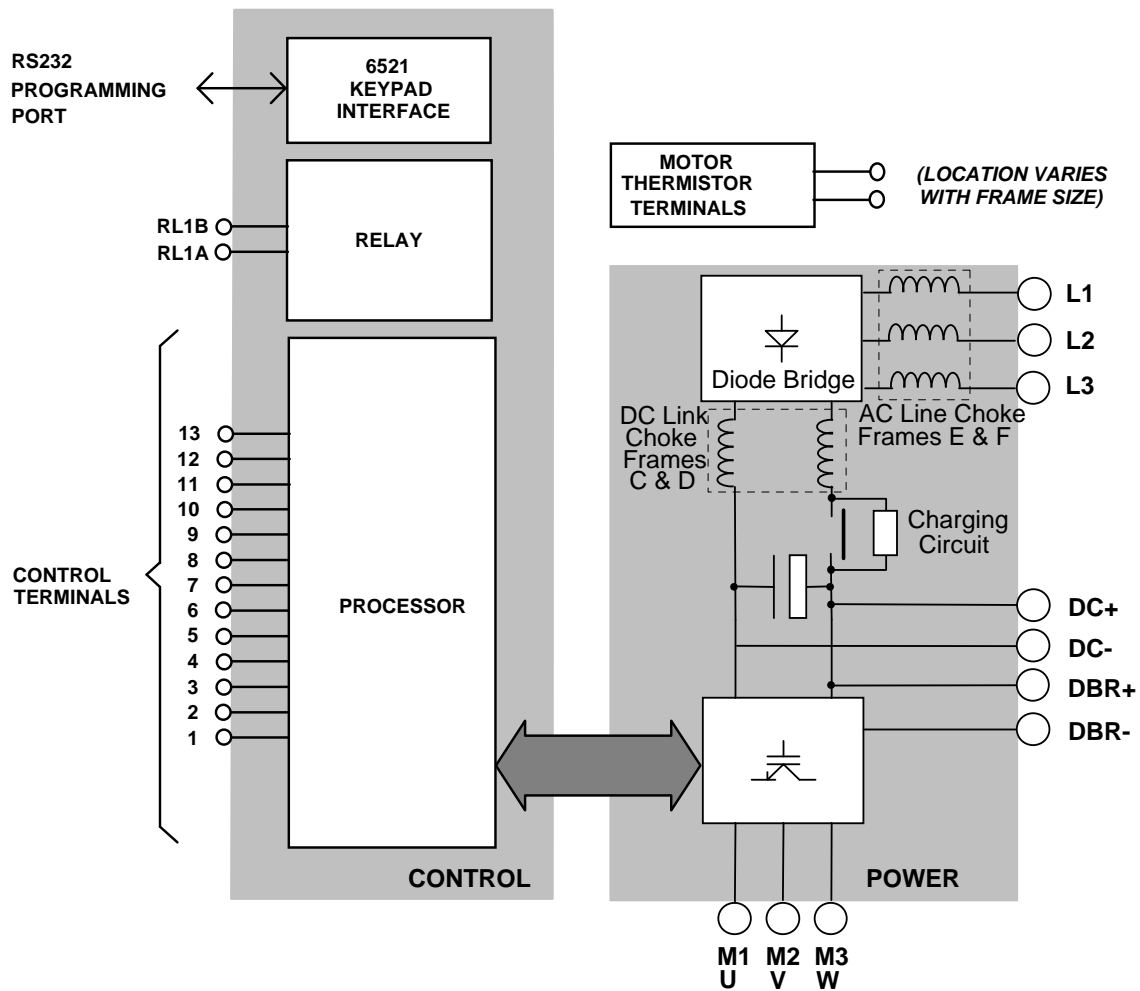 RS232
PROGRAMMING
PORT
6521
KEYPAD
INTERFACE
RL1B
RL1A
RELAY
MOTOR
THERMISTOR
TERMINALS
(LOCATION VARIES
WITH FRAME SIZE)
CONTROL
TERMINALS
13
12
11
10
9
8
7
6
5
4
3
2
1
PROCESSOR
CONTROL
Diode Bridge
L1
L2
L3
DC Link
Choke
Frames
C & D
AC Line Choke
Frames E & F
Charging
Circuit
DC+
DC-
DBR+
DBR-
POWER
M1 M2 M3
U V W